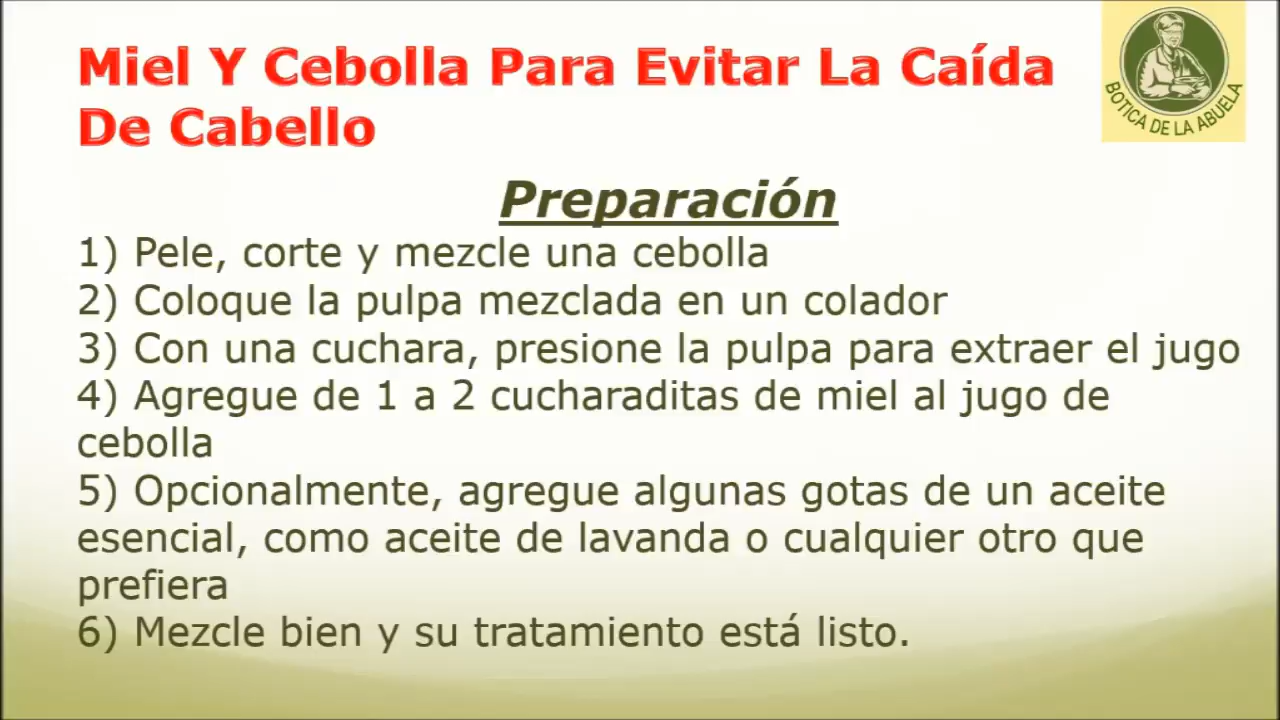 Miel Y Cebolla Para Evitar La Caída
De Cabello
BOTICA DE LA ABUELA
Preparación
1) Pele, corte y mezcle una cebolla
2) Coloque la pulpa mezclada en un colador
3) Con una cuchara, presione la pulpa para extraer el jugo
4) Agregue de 1 a 2 cucharaditas de miel al jugo de
cebolla
5) Opcionalmente, agregue algunas gotas de un aceite
esencial, como aceite de lavanda o cualquier otro que
prefiera
6) Mezcle bien y su tratamiento está listo.